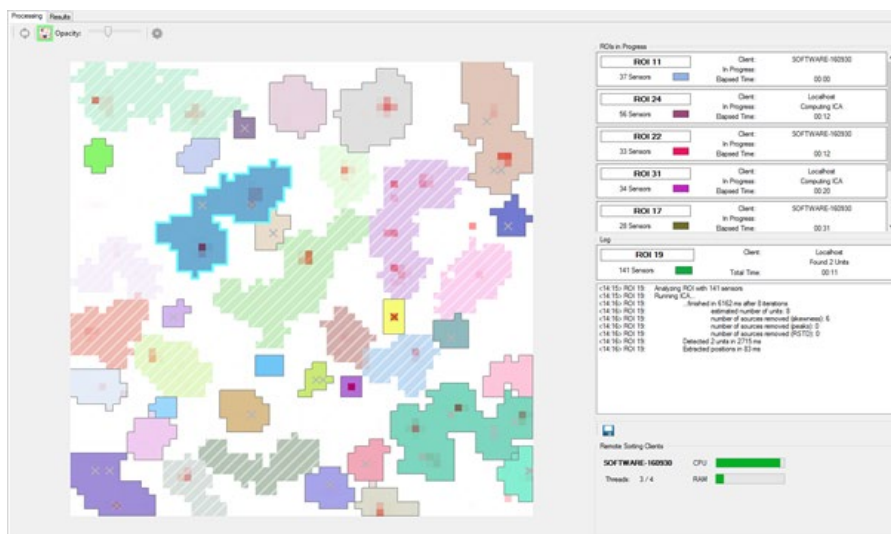 Processing Results
Opacity:
ROIs in Progress
ROI 11 Client: SOFTWARE-160930
In Progress:
37 Sensors Elapsed Time: 00:00
ROI 24 Client: Localhost
In Progress: Computing ICA
56 Sensors Elapsed Time: 00:12
ROI 22 Client: SOFTWARE-160930
In Progress:
33 Sensors Elapsed Time: 00:12
ROI 31 Client: Localhost
In Progress: Computing ICA
34 Sensors Elapsed Time: 00:20
ROI 17 Client: SOFTWARE-160930
In Progress:
28 Sensors Elapsed Time: 00:31
Log
ROI 19 Client: Localhost
Found 2 Units
141 Sensors Total Time: 00:11
<14:15> ROI 19: Analyzing ROI with 141 sensors
<14:15> ROI 19: Running ICA...
<14:16> ROI 19: ...finished in 6162 ms after 8 iterations
<14:16> ROI 19: estimated number of units: 8
<14:16> ROI 19: number of sources removed (skewness): 6
<14:16> ROI 19: number of sources removed (peaks): 0
<14:16> ROI 19: number of sources removed (RSTD): 0
<14:16> ROI 19: Detected 2 units in 2715 ms
<14:16> ROI 19: Extracted positions in 83 ms
Remote Sorting Clients
SOFTWARE-160930 CPU
Threads: 3 / 4 RAM